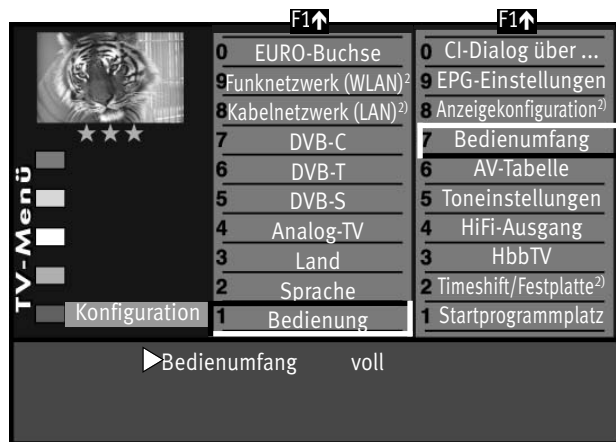 F1↑
F1↑
0 EURO-Buchse
0 CI-Dialog über ...
9 Funknetzwerk (WLAN)2
9 EPG-Einstellungen
8 Kabelnetzwerk (LAN)2)
8 Anzeigekonfiguration2)
7 DVB-C
7 Bedienumfang
6 DVB-T
6 AV-Tabelle
5 DVB-S
5 Toneinstellungen
4 Analog-TV
4 HiFi-Ausgang
3 Land
3 HbbTV
2 Sprache
2 Timeshift/Festplatte2)
TV-Menü
Konfiguration
1 Bedienung
1 Startprogrammplatz
Bedienumfang voll